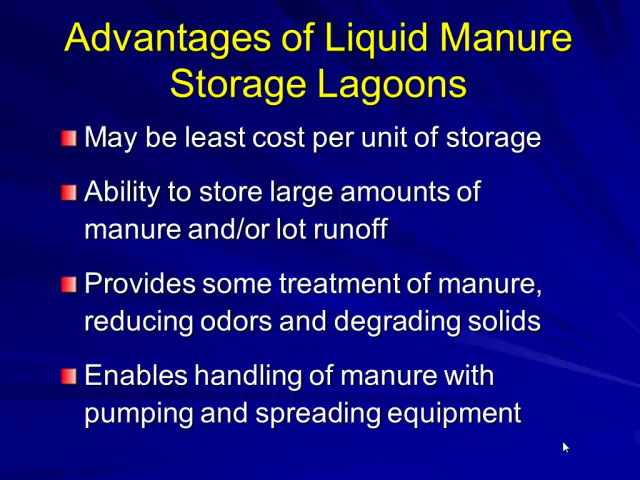 Advantages of Liquid Manure
Storage Lagoons
May be least cost per unit of storage
Ability to store large amounts of
manure and/or lot runoff
Provides some treatment of manure,
reducing odors and degrading solids
Enables handling of manure with
pumping and spreading equipment